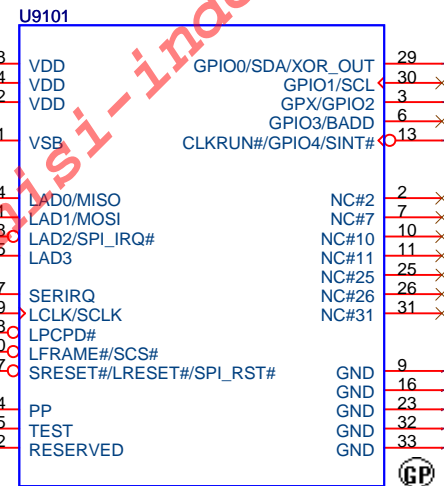 U9101
VDD GPIO0/SDA/XOR_OUT 29
VDD GPIO1/SCL 30
VDD GPX/GPIO2 3
GPIO3/BADD 6
VSB CLKRUN#/GPIO4/SINT# 13
LAD0/MISO NC#2 2
LAD1/MOSI NC#7 7
LAD2/SPI_IRQ# NC#10 10
LAD3 NC#11 11
NC#25 25
SERIRQ NC#26 26
LCLK/SCLK NC#31 31
LPCPD#
LFRAME#/SCS#
SRESET#/LRESET#/SPI_RST# GND 9
GND 16
PP GND 23
TEST GND 32
RESERVED GND 33
GP